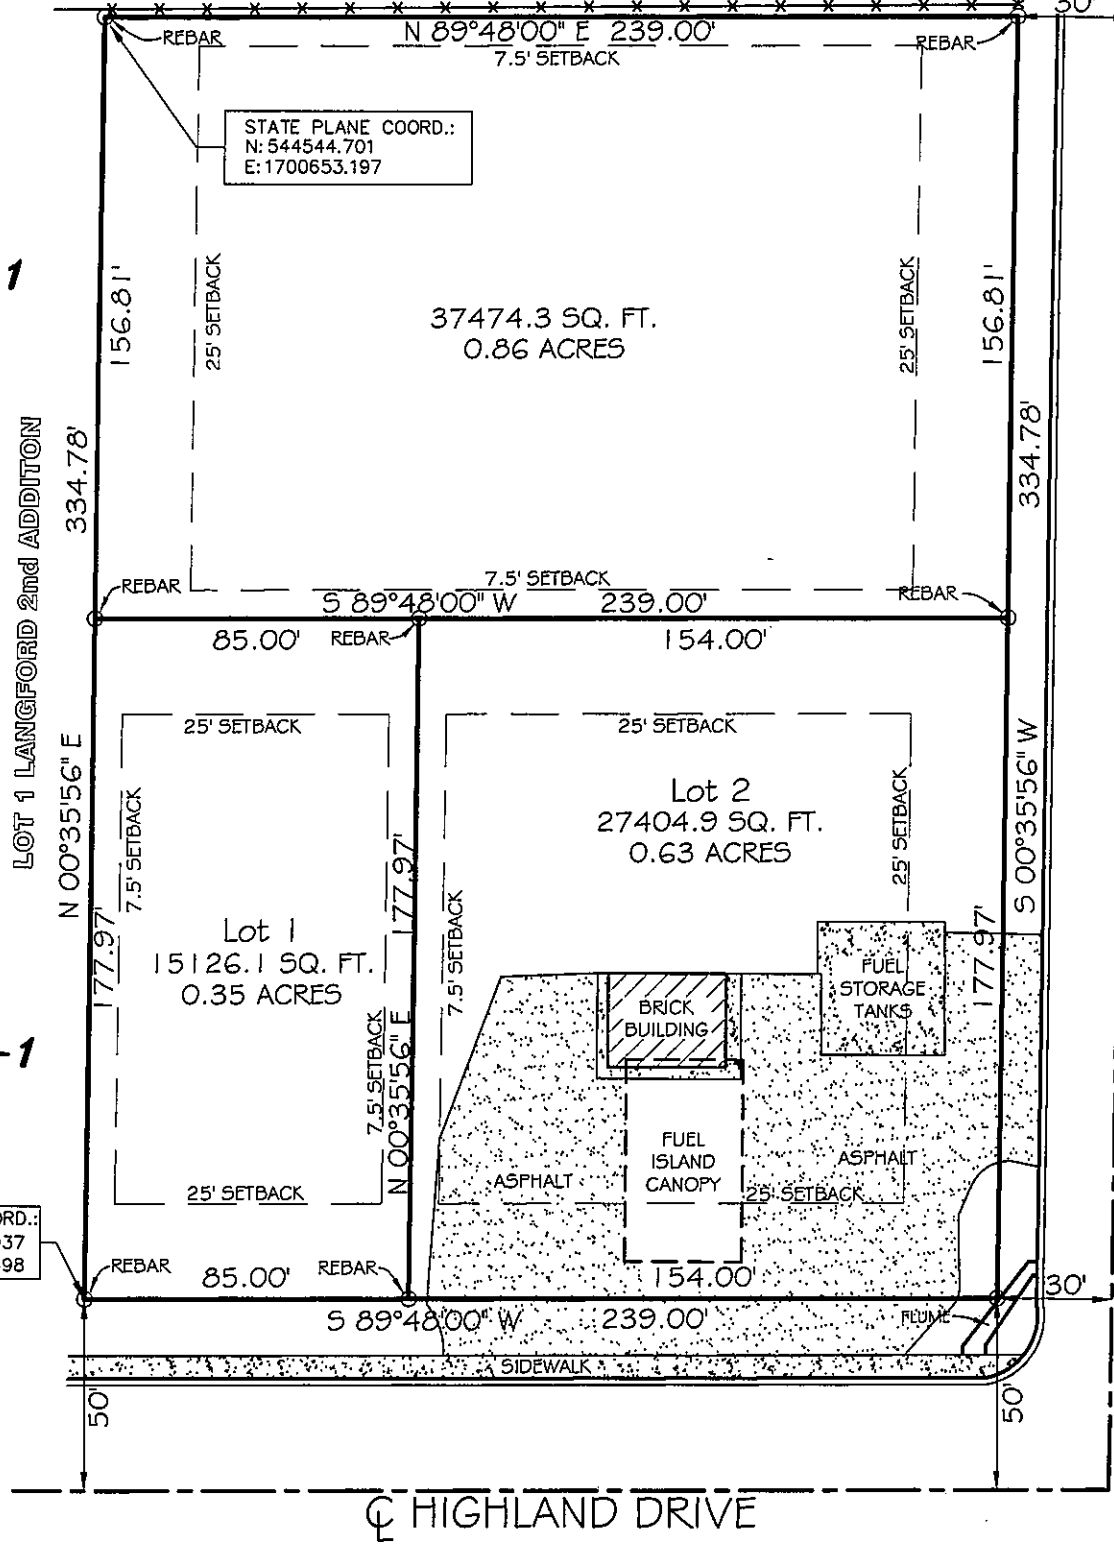 30'
REBAR
N 89°48'00" E 239.00'
REBAR
7.5' SETBACK
STATE PLANE COORD.:
N: 544544.701
E: 1700653.197
1
156.81'
25' SETBACK
37474.3 SQ. FT.
0.86 ACRES
25' SETBACK
156.81'
334.78'
334.78'
LOT 1 LANGFORD 2nd ADDITON
7.5' SETBACK
REBAR
S 89°48'00" W 239.00'
REBAR
85.00'
REBAR
154.00'
25' SETBACK
25' SETBACK
N 00°35'56" E
7.5' SETBACK
177.97'
Lot 2
27404.9 SQ. FT.
0.63 ACRES
25' SETBACK
S 00°35'56" W
177.97'
Lot 1
15126.1 SQ. FT.
0.35 ACRES
7.5' SETBACK
177.97'
FUEL
STORAGE
TANKS
BRICK
BUILDING
-1
7.5' SETBACK
N 00°35'56" E
FUEL
ISLAND
CANOPY
ASPHALT
ASPHALT
25' SETBACK
25' SETBACK
ORD.:
37
98
REBAR
85.00'
REBAR
154.00'
30'
S 89°48'00" W 239.00'
FLUME
SIDEWALK
50'
50'
℄ HIGHLAND DRIVE